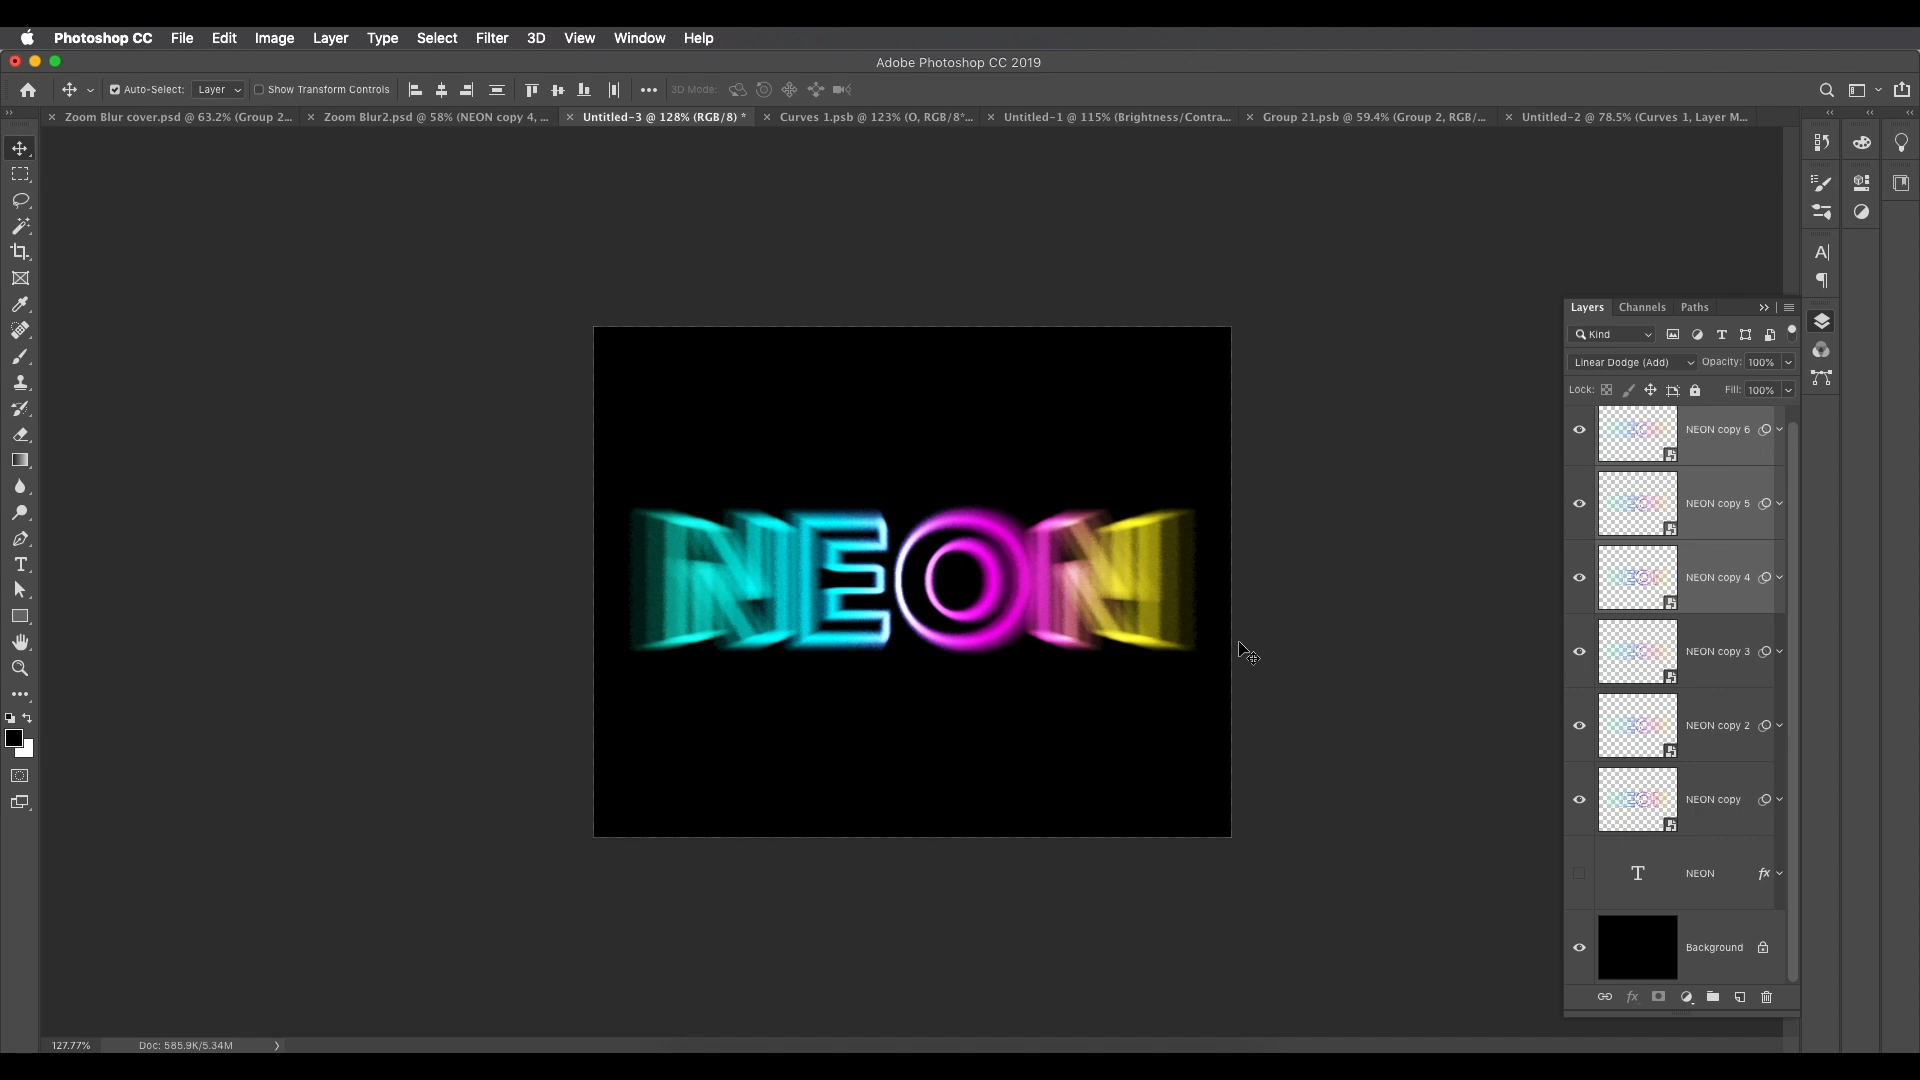 Photoshop CC File Edit Image Layer Type Select Filter 3D View Window Help
Adobe Photoshop CC 2019
Auto-Select: Layer Show Transform Controls 3D Mode:
Zoom Blur cover.psd @ 63.2% (Group 2... Zoom Blur2.psd @ 58% (NEON copy 4, ... Untitled-3 @ 128% (RGB/8) * Curves 1.psb @ 123% (O, RGB/8*... Untitled-1 @ 115% (Brightness/Contra... Group 21.psb @ 59.4% (Group 2, RGB/... Untitled-2 @ 78.5% (Curves 1, Layer M...
NEON
Layers Channels Paths
Kind
Linear Dodge (Add) Opacity: 100%
Lock: Fill: 100%
NEON copy 6
NEON copy 5
NEON copy 4
NEON copy 3
NEON copy 2
NEON copy
T NEON fx
Background
fx
127.77% Doc: 585.9K/5.34M